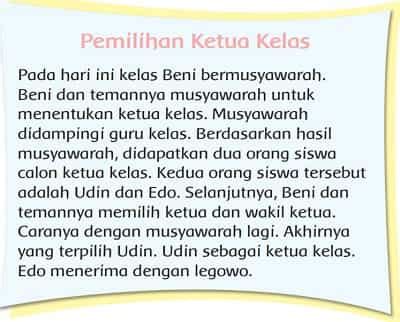 Pemilihan Ketua Kelas
Pada hari ini kelas Beni bermusyawarah.
Beni dan temannya musyawarah untuk
menentukan ketua kelas. Musyawarah
didampingi guru kelas. Berdasarkan hasil
musyawarah, didapatkan dua orang siswa
calon ketua kelas. Kedua orang siswa tersebut
adalah Udin dan Edo. Selanjutnya, Beni dan
temannya memilih ketua dan wakil ketua.
Caranya dengan musyawarah lagi. Akhirnya
yang terpilih Udin. Udin sebagai ketua kelas.
Edo menerima dengan legowo.